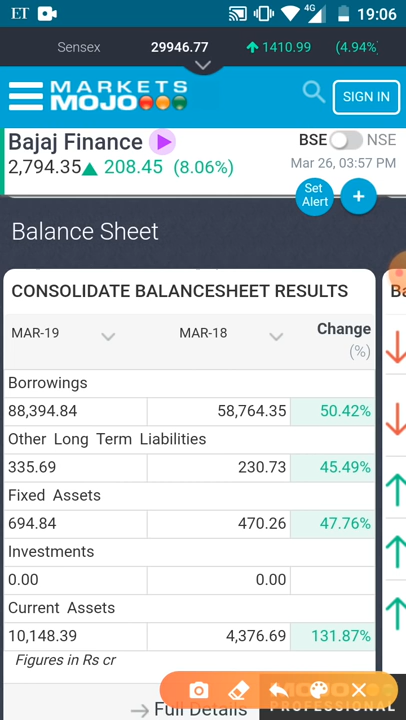 ET 4G 19:06
Sensex 29946.77 1410.99 (4.94%)
MARKETS
MOJO
SIGN IN
Bajaj Finance BSE NSE
2,794.35 208.45 (8.06%) Mar 26, 03:57 PM
Set
Alert +
Balance Sheet
CONSOLIDATE BALANCESHEET RESULTS Ba
MAR-19 MAR-18 Change
(%)
Borrowings
88,394.84 58,764.35 50.42%
Other Long Term Liabilities
335.69 230.73 45.49%
Fixed Assets
694.84 470.26 47.76%
Investments
0.00 0.00
Current Assets
10,148.39 4,376.69 131.87%
Figures in Rs cr
Full Details
PROFESSIONAL